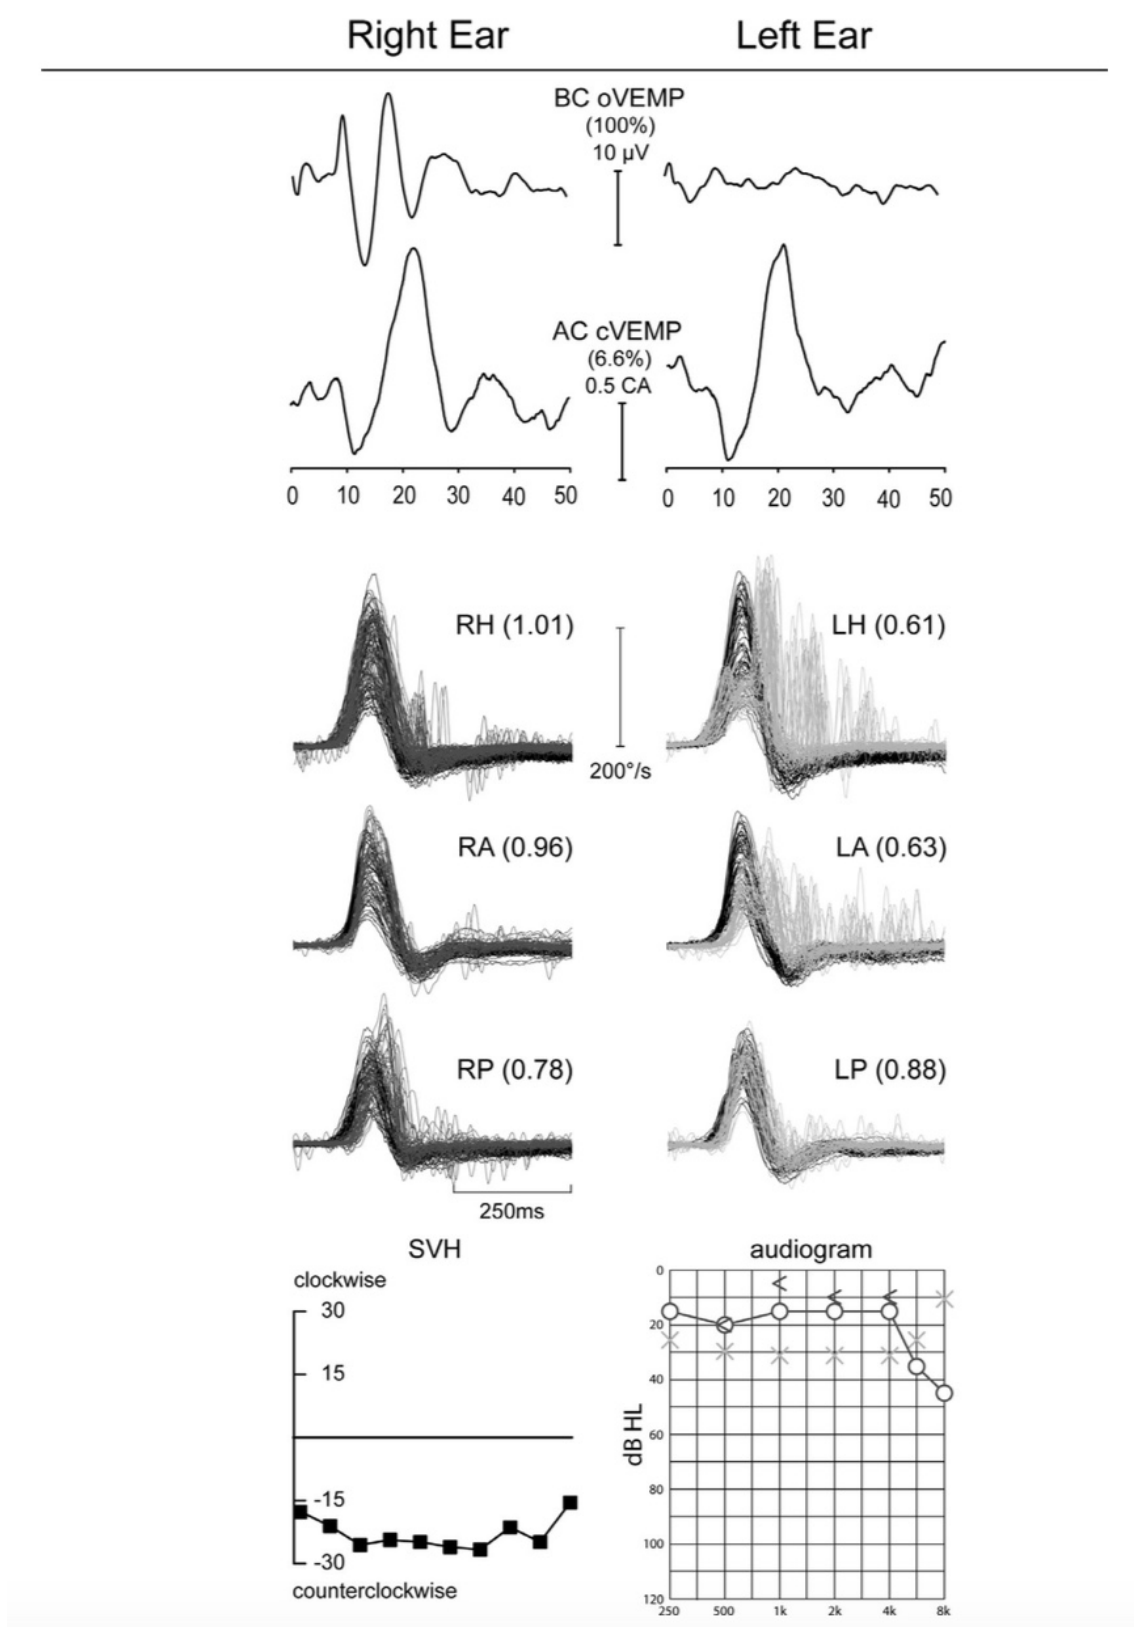 Right Ear
Left Ear
BC oVEMP
(100%)
10 µV
AC cVEMP
(6.6%)
0.5 CA
0 10 20 30 40 50
0 10 20 30 40 50
RH (1.01)
LH (0.61)
200°/s
RA (0.96)
LA (0.63)
RP (0.78)
LP (0.88)
250ms
SVH
clockwise
30
15
-15
-30
counterclockwise
audiogram
dB HL
0
20
40
60
80
100
120
250 500 1k 2k 4k 8k